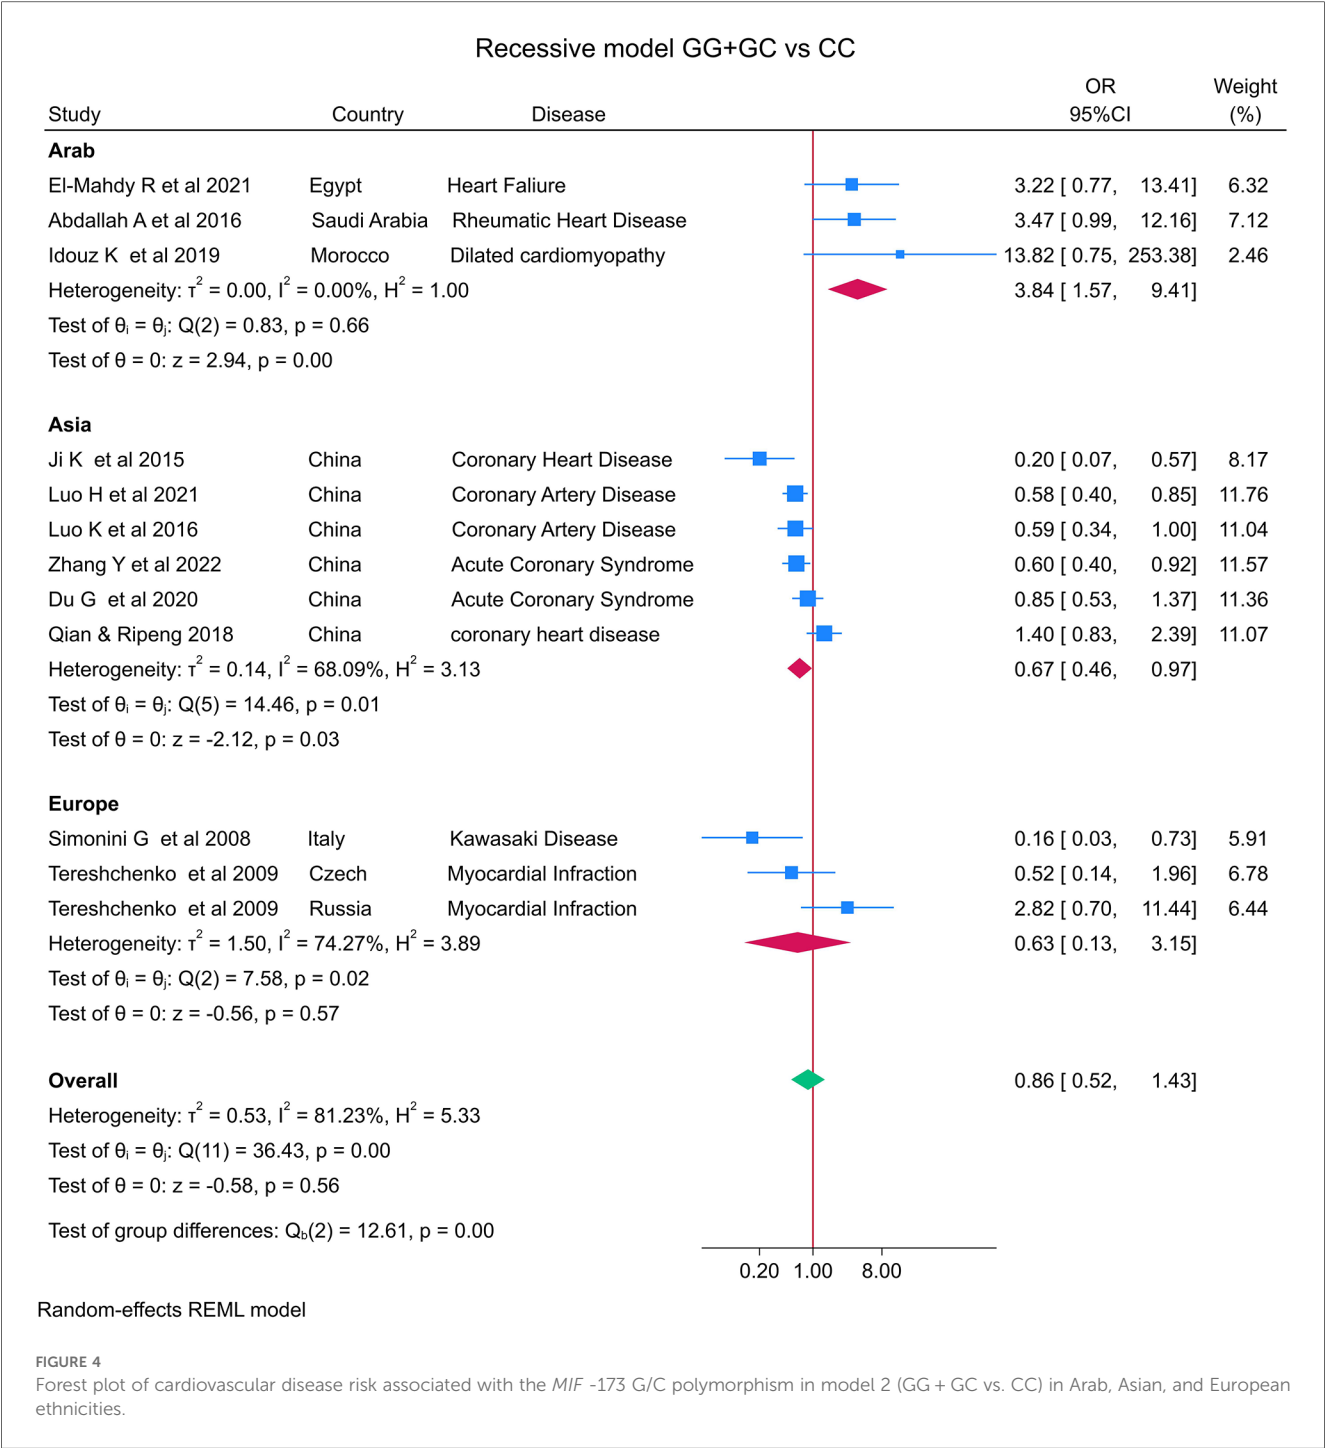 Recessive model GG+GC vs CC
OR Weight
Study Country Disease 95%CI (%)
Arab
El-Mahdy R et al 2021 Egypt Heart Faliure 3.22 [ 0.77, 13.41] 6.32
Abdallah A et al 2016 Saudi Arabia Rheumatic Heart Disease 3.47 [ 0.99, 12.16] 7.12
Idouz K et al 2019 Morocco Dilated cardiomyopathy 13.82 [ 0.75, 253.38] 2.46
Heterogeneity: τ² = 0.00, I² = 0.00%, H² = 1.00 3.84 [ 1.57, 9.41]
Test of θᵢ = θⱼ: Q(2) = 0.83, p = 0.66
Test of θ = 0: z = 2.94, p = 0.00
Asia
Ji K et al 2015 China Coronary Heart Disease 0.20 [ 0.07, 0.57] 8.17
Luo H et al 2021 China Coronary Artery Disease 0.58 [ 0.40, 0.85] 11.76
Luo K et al 2016 China Coronary Artery Disease 0.59 [ 0.34, 1.00] 11.04
Zhang Y et al 2022 China Acute Coronary Syndrome 0.60 [ 0.40, 0.92] 11.57
Du G et al 2020 China Acute Coronary Syndrome 0.85 [ 0.53, 1.37] 11.36
Qian & Ripeng 2018 China coronary heart disease 1.40 [ 0.83, 2.39] 11.07
Heterogeneity: τ² = 0.14, I² = 68.09%, H² = 3.13 0.67 [ 0.46, 0.97]
Test of θᵢ = θⱼ: Q(5) = 14.46, p = 0.01
Test of θ = 0: z = -2.12, p = 0.03
Europe
Simonini G et al 2008 Italy Kawasaki Disease 0.16 [ 0.03, 0.73] 5.91
Tereshchenko et al 2009 Czech Myocardial Infraction 0.52 [ 0.14, 1.96] 6.78
Tereshchenko et al 2009 Russia Myocardial Infraction 2.82 [ 0.70, 11.44] 6.44
Heterogeneity: τ² = 1.50, I² = 74.27%, H² = 3.89 0.63 [ 0.13, 3.15]
Test of θᵢ = θⱼ: Q(2) = 7.58, p = 0.02
Test of θ = 0: z = -0.56, p = 0.57
Overall 0.86 [ 0.52, 1.43]
Heterogeneity: τ² = 0.53, I² = 81.23%, H² = 5.33
Test of θᵢ = θⱼ: Q(11) = 36.43, p = 0.00
Test of θ = 0: z = -0.58, p = 0.56
Test of group differences: Q_b(2) = 12.61, p = 0.00
0.20 1.00 8.00
Random-effects REML model
FIGURE 4
Forest plot of cardiovascular disease risk associated with the MIF -173 G/C polymorphism in model 2 (GG + GC vs. CC) in Arab, Asian, and European
ethnicities.